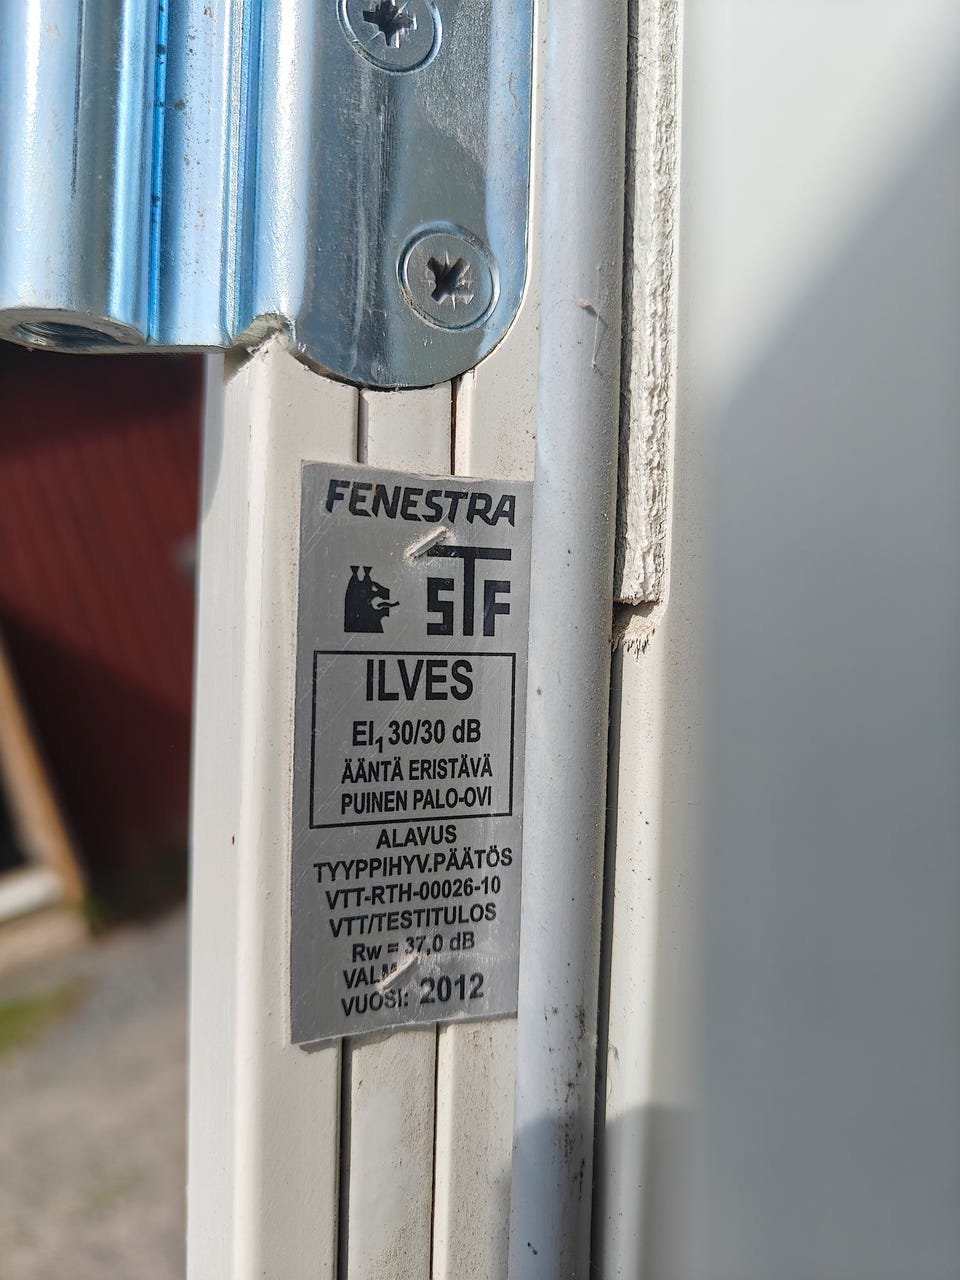 FENESTRA
STF
ILVES
EI1 30/30 dB
ÄÄNTÄ ERISTÄVÄ
PUINEN PALO-OVI
ALAVUS
TYYPPIHYV.PÄÄTÖS
VTT-RTH-00026-10
VTT/TESTITULOS
Rw = 37,0 dB
VALM
VUOSI: 2012